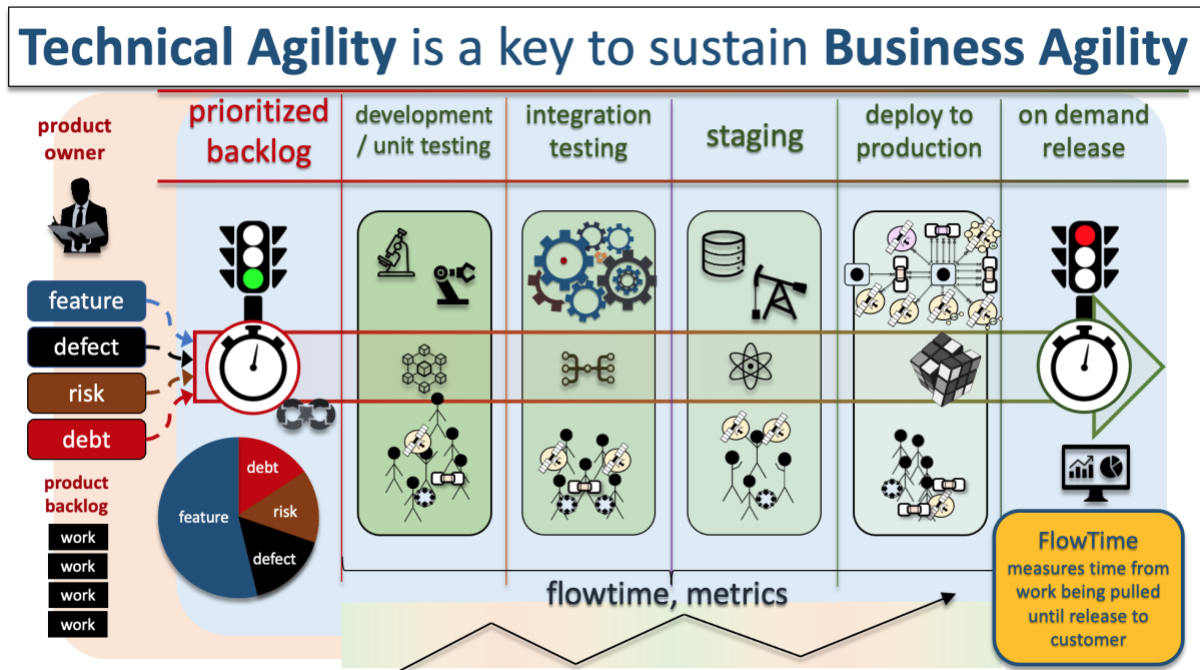 Technical Agility is a key to sustain Business Agility
product
owner
prioritized
backlog
development
/ unit testing
integration
testing
staging
deploy to
production
on demand
release
feature
defect
risk
debt
product
backlog
work
work
work
work
debt
risk
feature
defect
flowtime, metrics
FlowTime
measures time from
work being pulled
until release to
customer